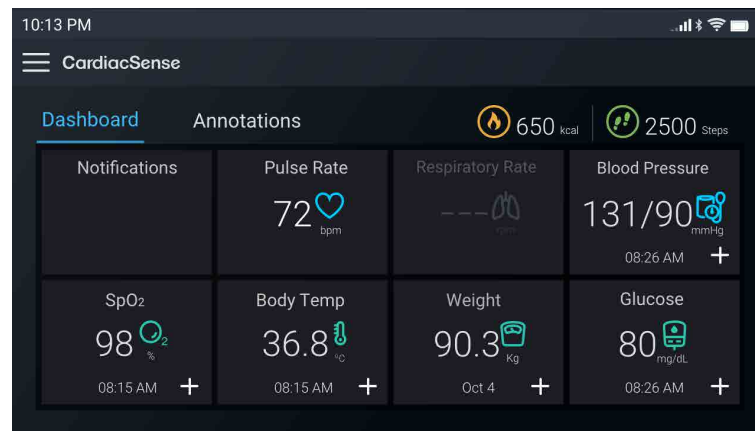 10:13 PM
CardiacSense
Dashboard Annotations 650 kcal 2500 Steps
Notifications Pulse Rate Respiratory Rate Blood Pressure
72 bpm --- rpm 131/90 mmHg
08:26 AM +
SpO₂ Body Temp Weight Glucose
98 O₂ % 36.8 °C 90.3 Kg 80 mg/dL
08:15 AM + 08:15 AM + Oct 4 + 08:26 AM +